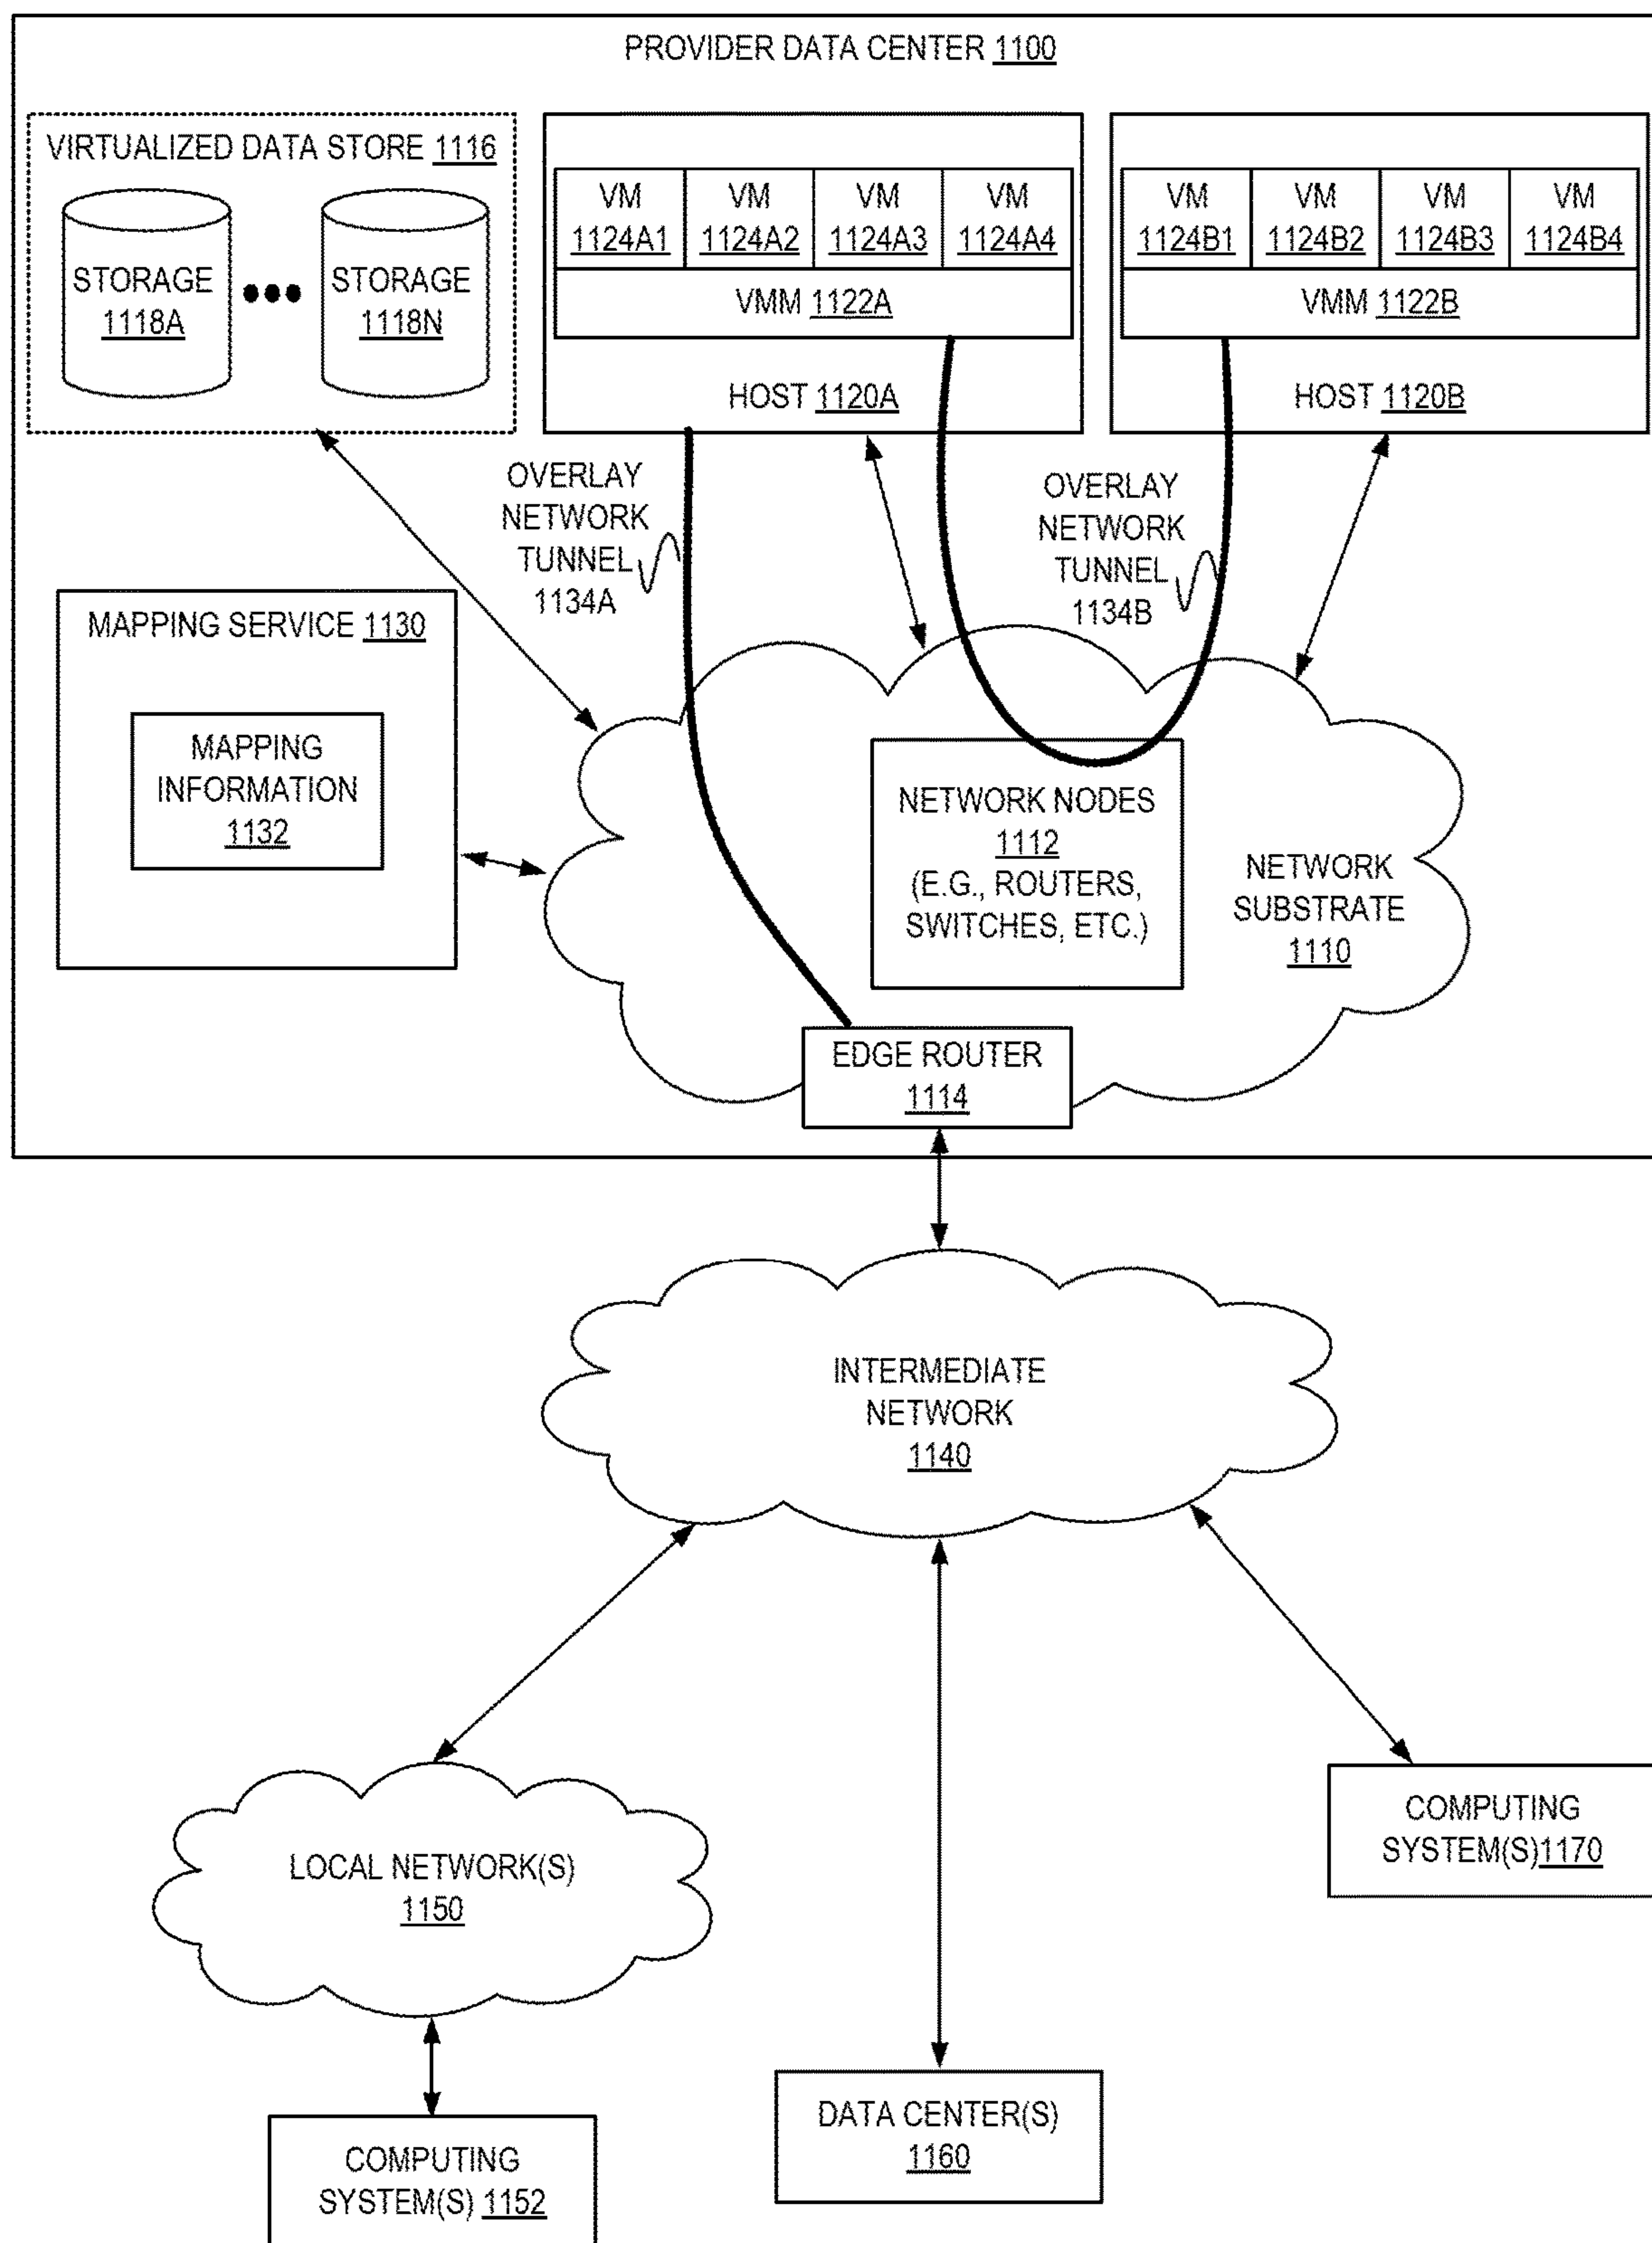 PROVIDER DATA CENTER 1100
VIRTUALIZED DATA STORE 1116
STORAGE
1118A
STORAGE
1118N
VM
1124A1
VM
1124A2
VM
1124A3
VM
1124A4
VMM 1122A
HOST 1120A
VM
1124B1
VM
1124B2
VM
1124B3
VM
1124B4
VMM 1122B
HOST 1120B
OVERLAY
NETWORK
TUNNEL
1134A
OVERLAY
NETWORK
TUNNEL
1134B
MAPPING SERVICE 1130
MAPPING
INFORMATION
1132
NETWORK NODES
1112
(E.G., ROUTERS,
SWITCHES, ETC.)
NETWORK
SUBSTRATE
1110
EDGE ROUTER
1114
INTERMEDIATE
NETWORK
1140
LOCAL NETWORK(S)
1150
COMPUTING
SYSTEM(S)1170
DATA CENTER(S)
1160
COMPUTING
SYSTEM(S) 1152